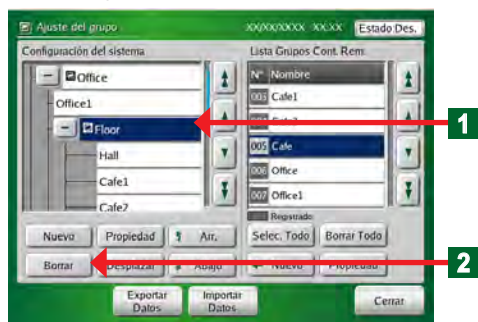 Ajuste del grupo XX/XX/XXXX XX:XX Estado Des.
Configuración del sistema
Office
Office1
Floor
Hall
Cafe1
Cafe2
Nuevo Propiedad Arr.
Borrar Desplazar Abajo
Lista Grupos Cont. Rem.
Nº Nombre
003 Cafe1
005 Cafe
006 Office
007 Office1
Registrado
Selec. Todo Borrar Todo
Nuevo Propiedad
Exportar Datos
Importar Datos
Cerrar
1
2